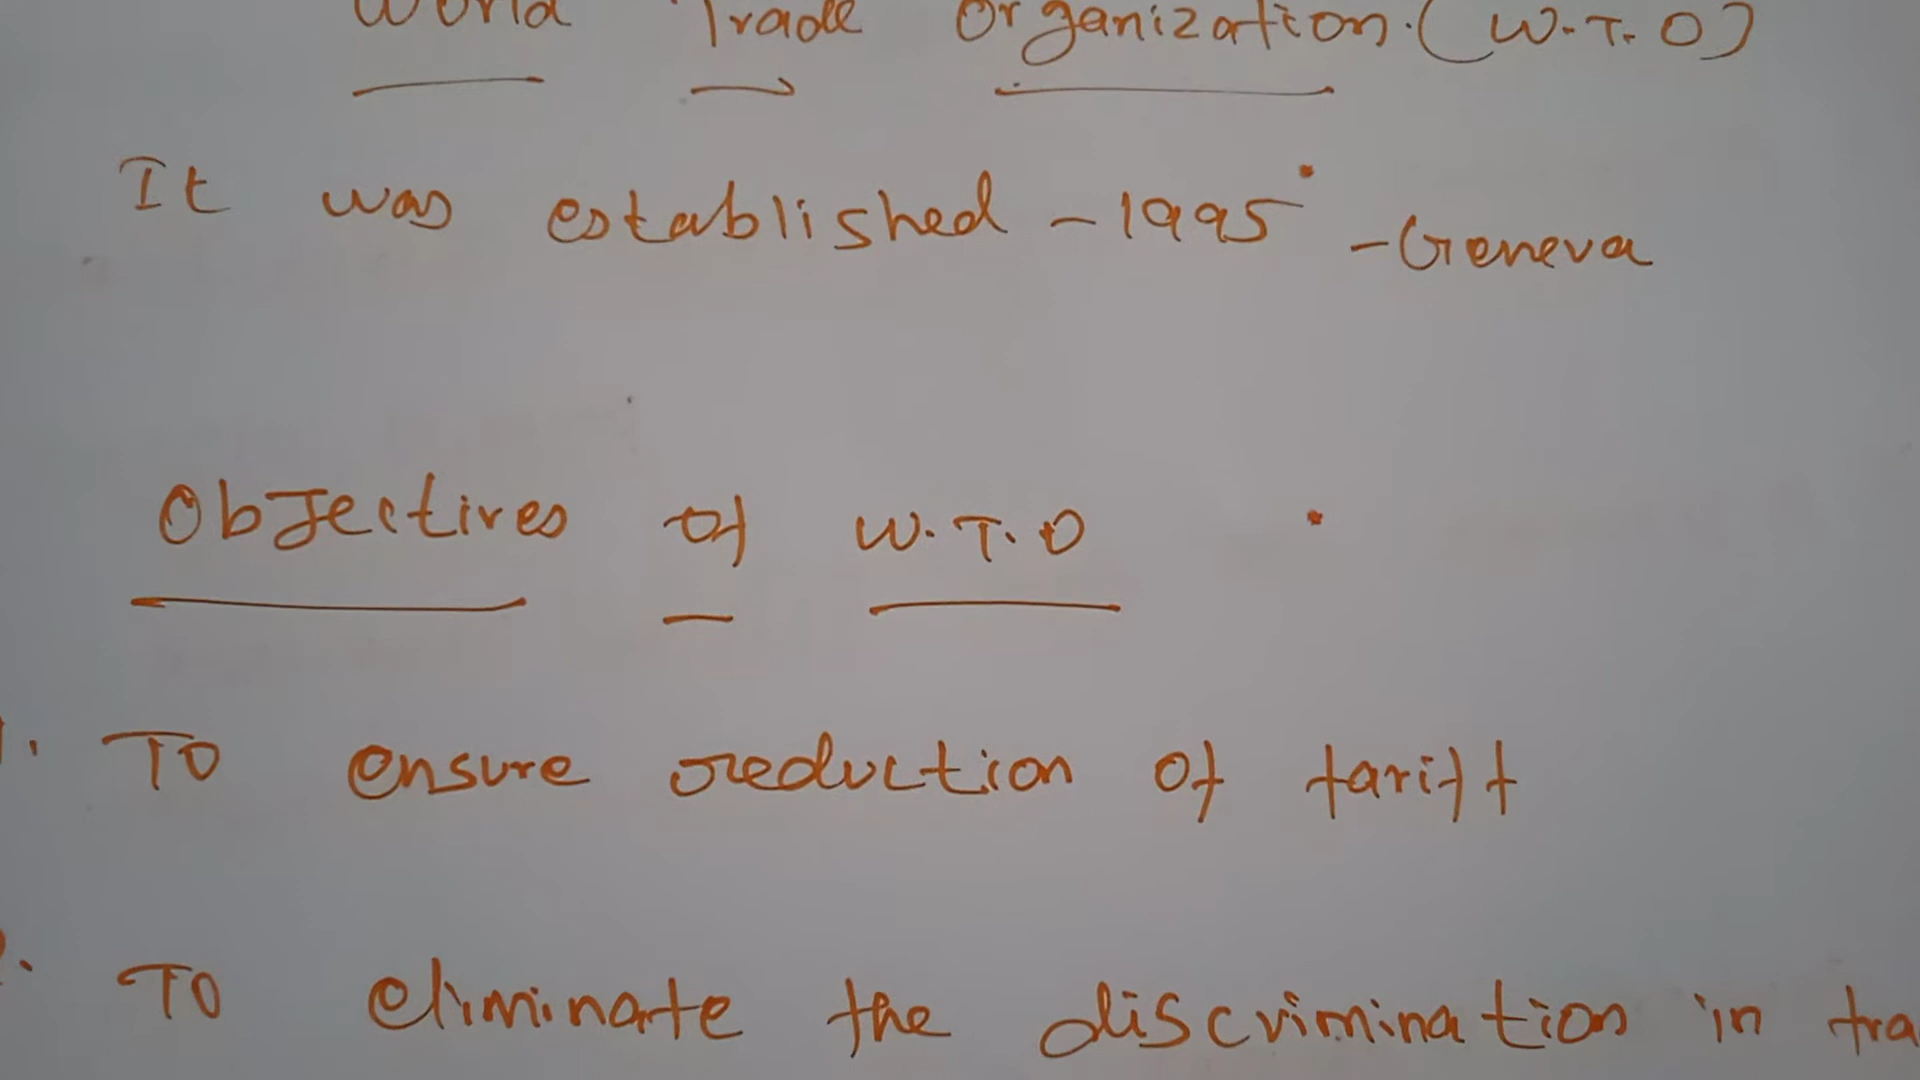 World Trade Organization. (W.T.O)
It was established - 1995 - Geneva
Objectives of W.T.O
1. To ensure reduction of tariff
To eliminate the discrimination in tra